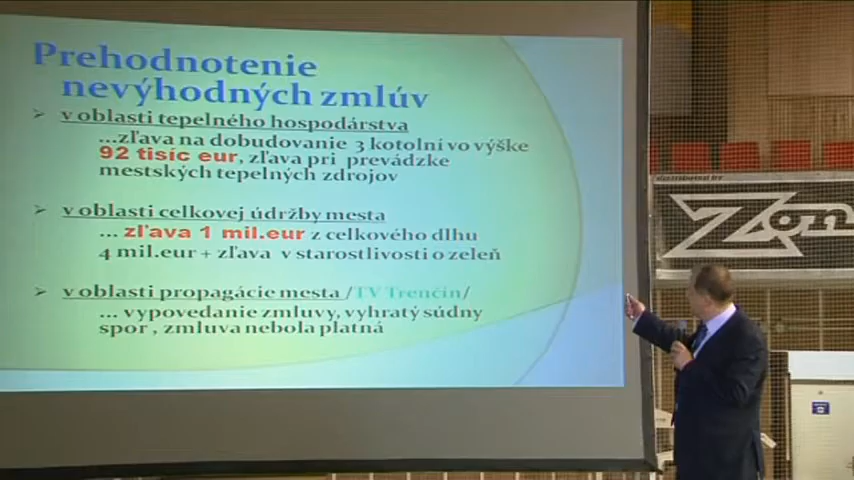 Prehodnotenie
nevýhodných zmlúv
v oblasti tepelného hospodárstva
...zľava na dobudovanie 3 kotolní vo výške
92 tisíc eur, zľava pri prevádzke
mestských tepelných zdrojov
v oblasti celkovej údržby mesta
... zľava 1 mil.eur z celkového dlhu
4 mil.eur + zľava v starostlivosti o zeleň
v oblasti propagácie mesta /TV Trenčín/
... vypovedanie zmluvy, vyhratý súdny
spor , zmluva nebola platná
distributed by